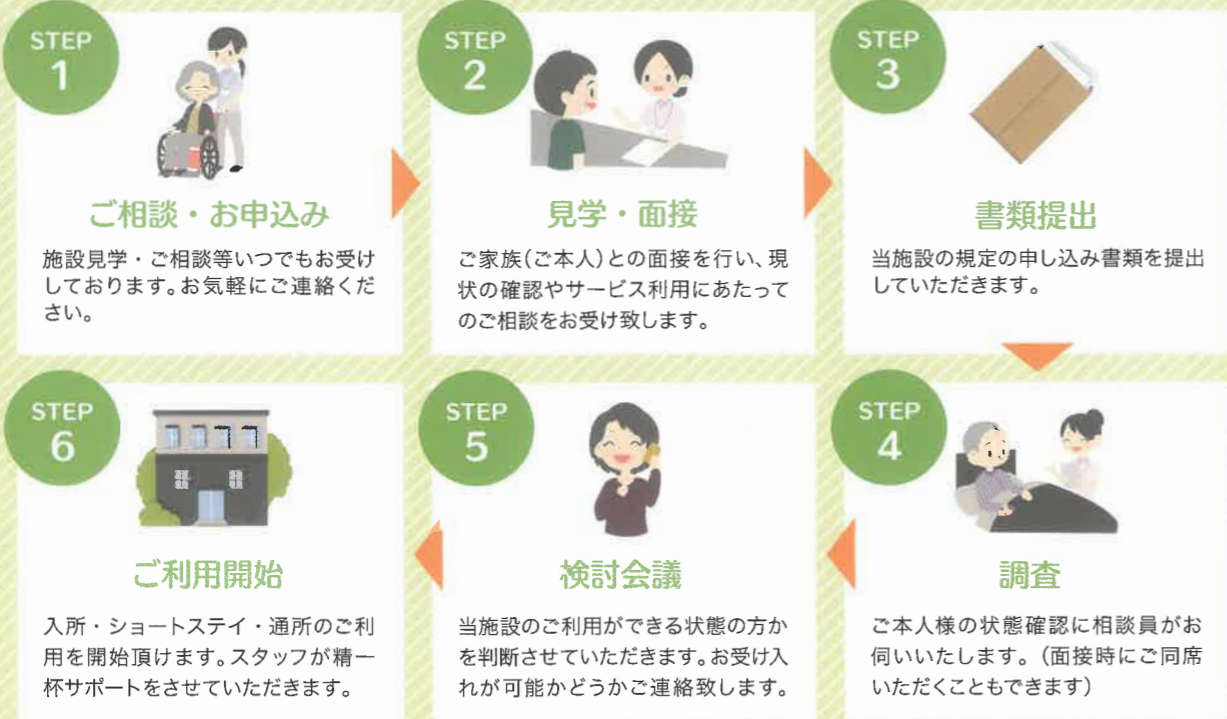 STEP
1
ご相談・お申込み
施設見学・ご相談等いつでもお受け
しております。お気軽にご連絡くだ
さい。
STEP
2
見学・面接
ご家族(ご本人)との面接を行い、現
状の確認やサービス利用にあたって
のご相談をお受け致します。
STEP
3
書類提出
当施設の規定の申し込み書類を提出
していただきます。
STEP
4
調査
ご本人様の状態確認に相談員がお
伺いいたします。(面接時にご同席
いただくこともできます)
STEP
5
検討会議
当施設のご利用ができる状態の方か
を判断させていただきます。お受け入
れが可能かどうかご連絡致します。
STEP
6
ご利用開始
入所・ショートステイ・通所のご利
用を開始頂けます。スタッフが精一
杯サポートをさせていただきます。